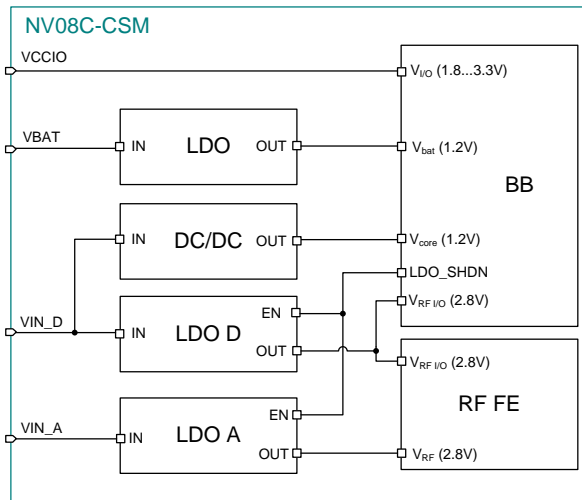 NV08C-CSM
VCCIO
V_I/O (1.8...3.3V)
VBAT
IN
LDO
OUT
V_bat (1.2V)
BB
IN
DC/DC
OUT
V_core (1.2V)
LDO_SHDN
EN
V_RF I/O (2.8V)
VIN_D
IN
LDO D
OUT
V_RF I/O (2.8V)
RF FE
EN
VIN_A
IN
LDO A
OUT
V_RF (2.8V)